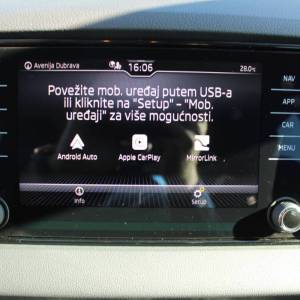 Avenija Dubrava
16:06
28.0°C
Povežite mob. uređaj putem USB-a
ili kliknite na "Setup" - "Mob.
uređaji" za više mogućnosti.
Android Auto
Apple CarPlay
MirrorLink
Info
Setup
NAV
APP
CAR
MENU